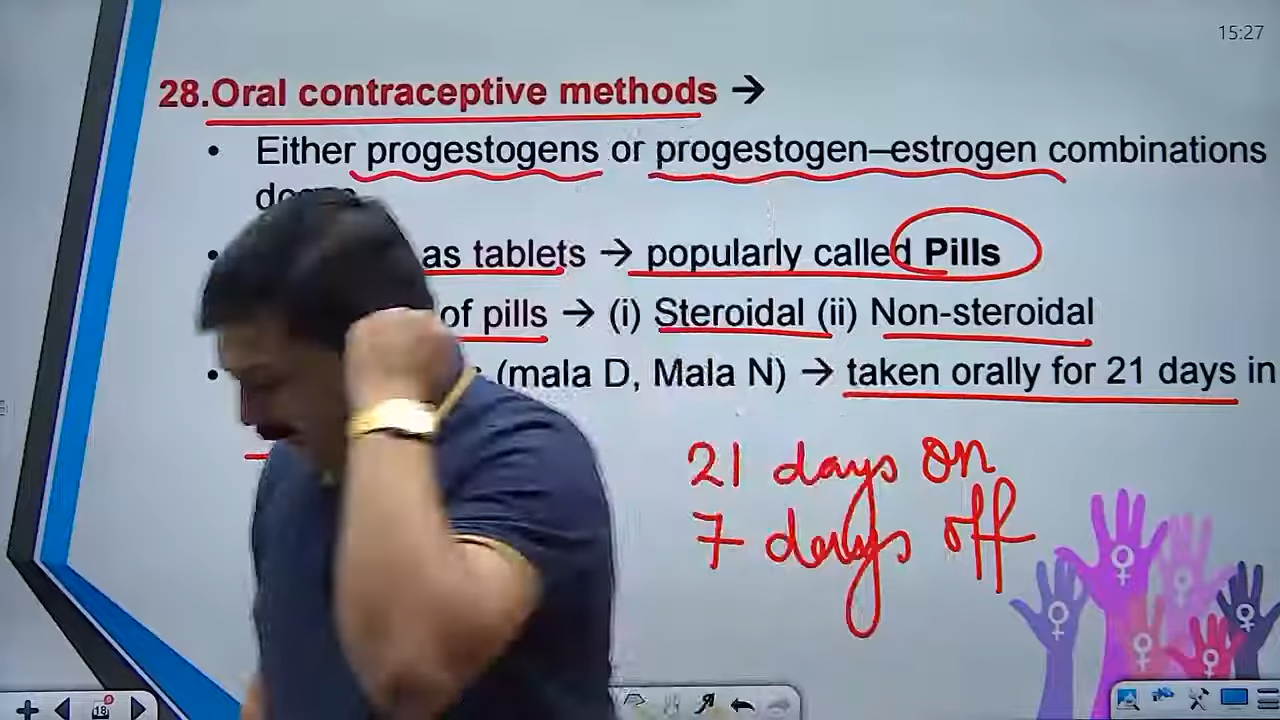 15:27
28.Oral contraceptive methods →
• Either progestogens or progestogen–estrogen combinations
• as tablets → popularly called Pills
• of pills → (i) Steroidal (ii) Non-steroidal
• (mala D, Mala N) → taken orally for 21 days in
21 days on
7 days off
18